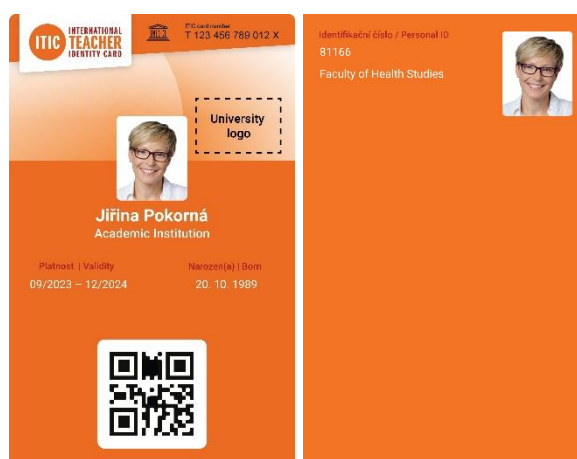 ITIC
INTERNATIONAL
TEACHER
IDENTITY CARD
ITIC card number
T 123 456 789 012 X
University
logo
Jiřina Pokorná
Academic Institution
Platnost | Validity
Narozen(a) | Born
09/2023 – 12/2024
20. 10. 1989
Identifikační číslo / Personal ID
81166
Faculty of Health Studies